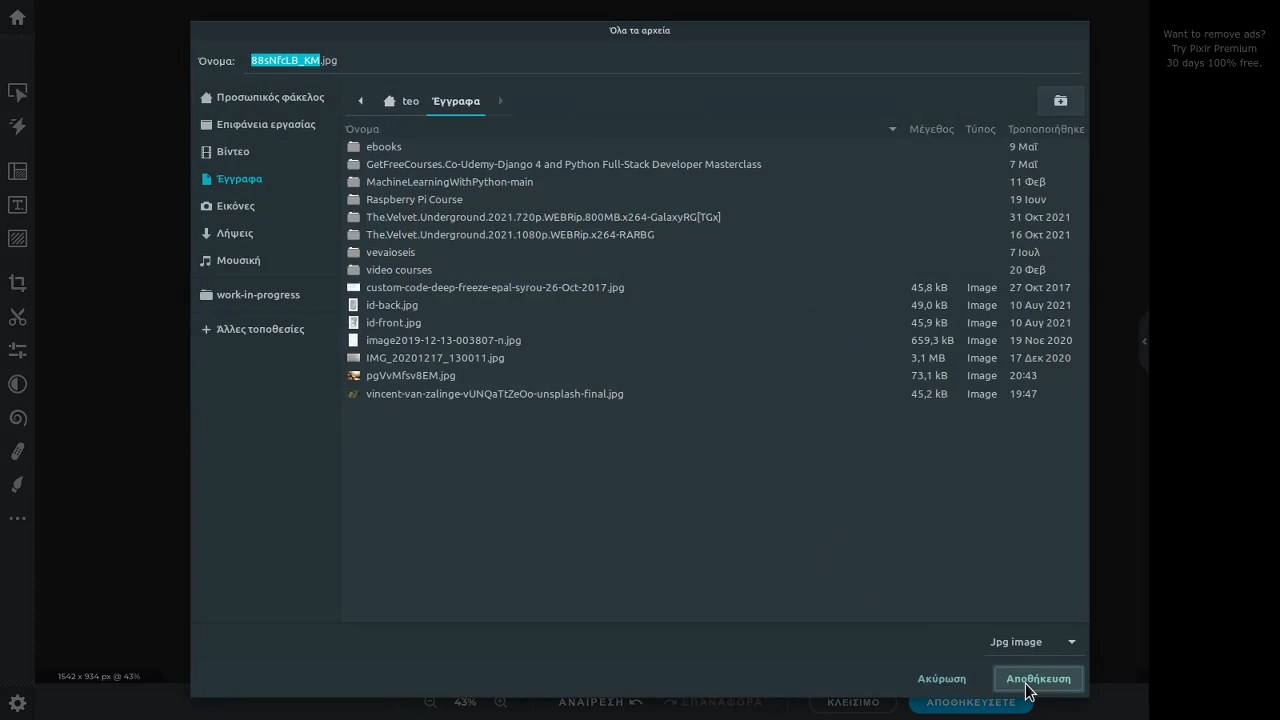 Όλα τα αρχεία
Want to remove ads?
Try Pixlr Premium
30 days 100% free.
Όνομα: 88sNfcLB_KM.jpg
Προσωπικός φάκελος
Επιφάνεια εργασίας
Βίντεο
Έγγραφα
Εικόνες
Λήψεις
Μουσική
work-in-progress
Άλλες τοποθεσίες
teo Έγγραφα
Όνομα Μέγεθος Τύπος Τροποποιήθηκε
ebooks 9 Μαΐ
GetFreeCourses.Co-Udemy-Django 4 and Python Full-Stack Developer Masterclass 7 Μαΐ
MachineLearningWithPython-main 11 Φεβ
Raspberry Pi Course 19 Ιουν
The.Velvet.Underground.2021.720p.WEBRip.800MB.x264-GalaxyRG[TGx] 31 Οκτ 2021
The.Velvet.Underground.2021.1080p.WEBRip.x264-RARBG 16 Οκτ 2021
vevaioseis 7 Ιουλ
video courses 20 Φεβ
custom-code-deep-freeze-epal-syrou-26-Oct-2017.jpg 45,8 kB Image 27 Οκτ 2017
id-back.jpg 49,0 kB Image 10 Αυγ 2021
id-front.jpg 45,9 kB Image 10 Αυγ 2021
image2019-12-13-003807-n.jpg 659,3 kB Image 19 Νοε 2020
IMG_20201217_130011.jpg 3,1 MB Image 17 Δεκ 2020
pgVvMfsv8EM.jpg 73,1 kB Image 20:43
vincent-van-zalinge-vUNQaTtZeOo-unsplash-final.jpg 45,2 kB Image 19:47
Jpg image
Ακύρωση Αποθήκευση
1542 x 934 px @ 43%
43% ΑΝΑΙΡΕΣΗ ΕΠΑΝΑΦΟΡΑ ΚΛΕΙΣΙΜΟ ΑΠΟΘΗΚΕΥΣΕΤΕ